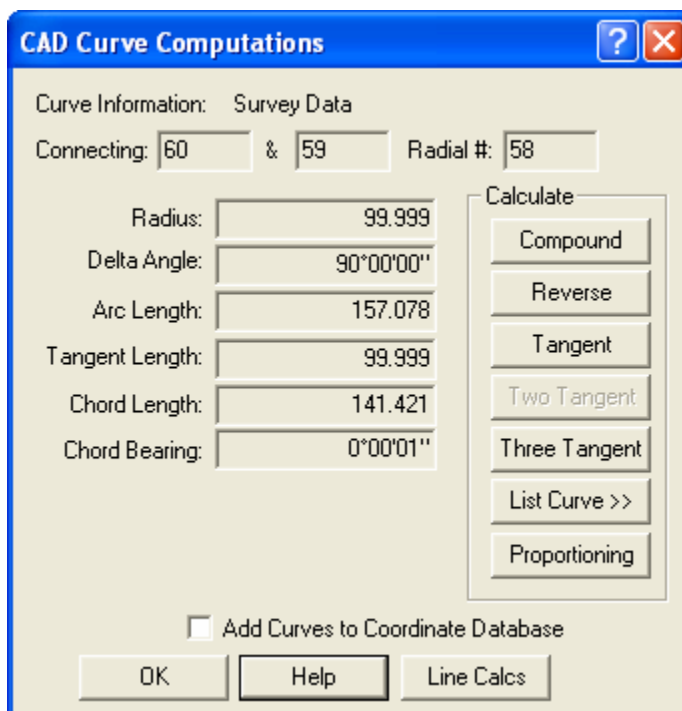 CAD Curve Computations ?
Curve Information: Survey Data
Connecting: 60 & 59 Radial #: 58
Radius: 99.999
Delta Angle: 90°00'00"
Arc Length: 157.078
Tangent Length: 99.999
Chord Length: 141.421
Chord Bearing: 0°00'01"
Calculate
Compound
Reverse
Tangent
Two Tangent
Three Tangent
List Curve >>
Proportioning
Add Curves to Coordinate Database
OK Help Line Calcs